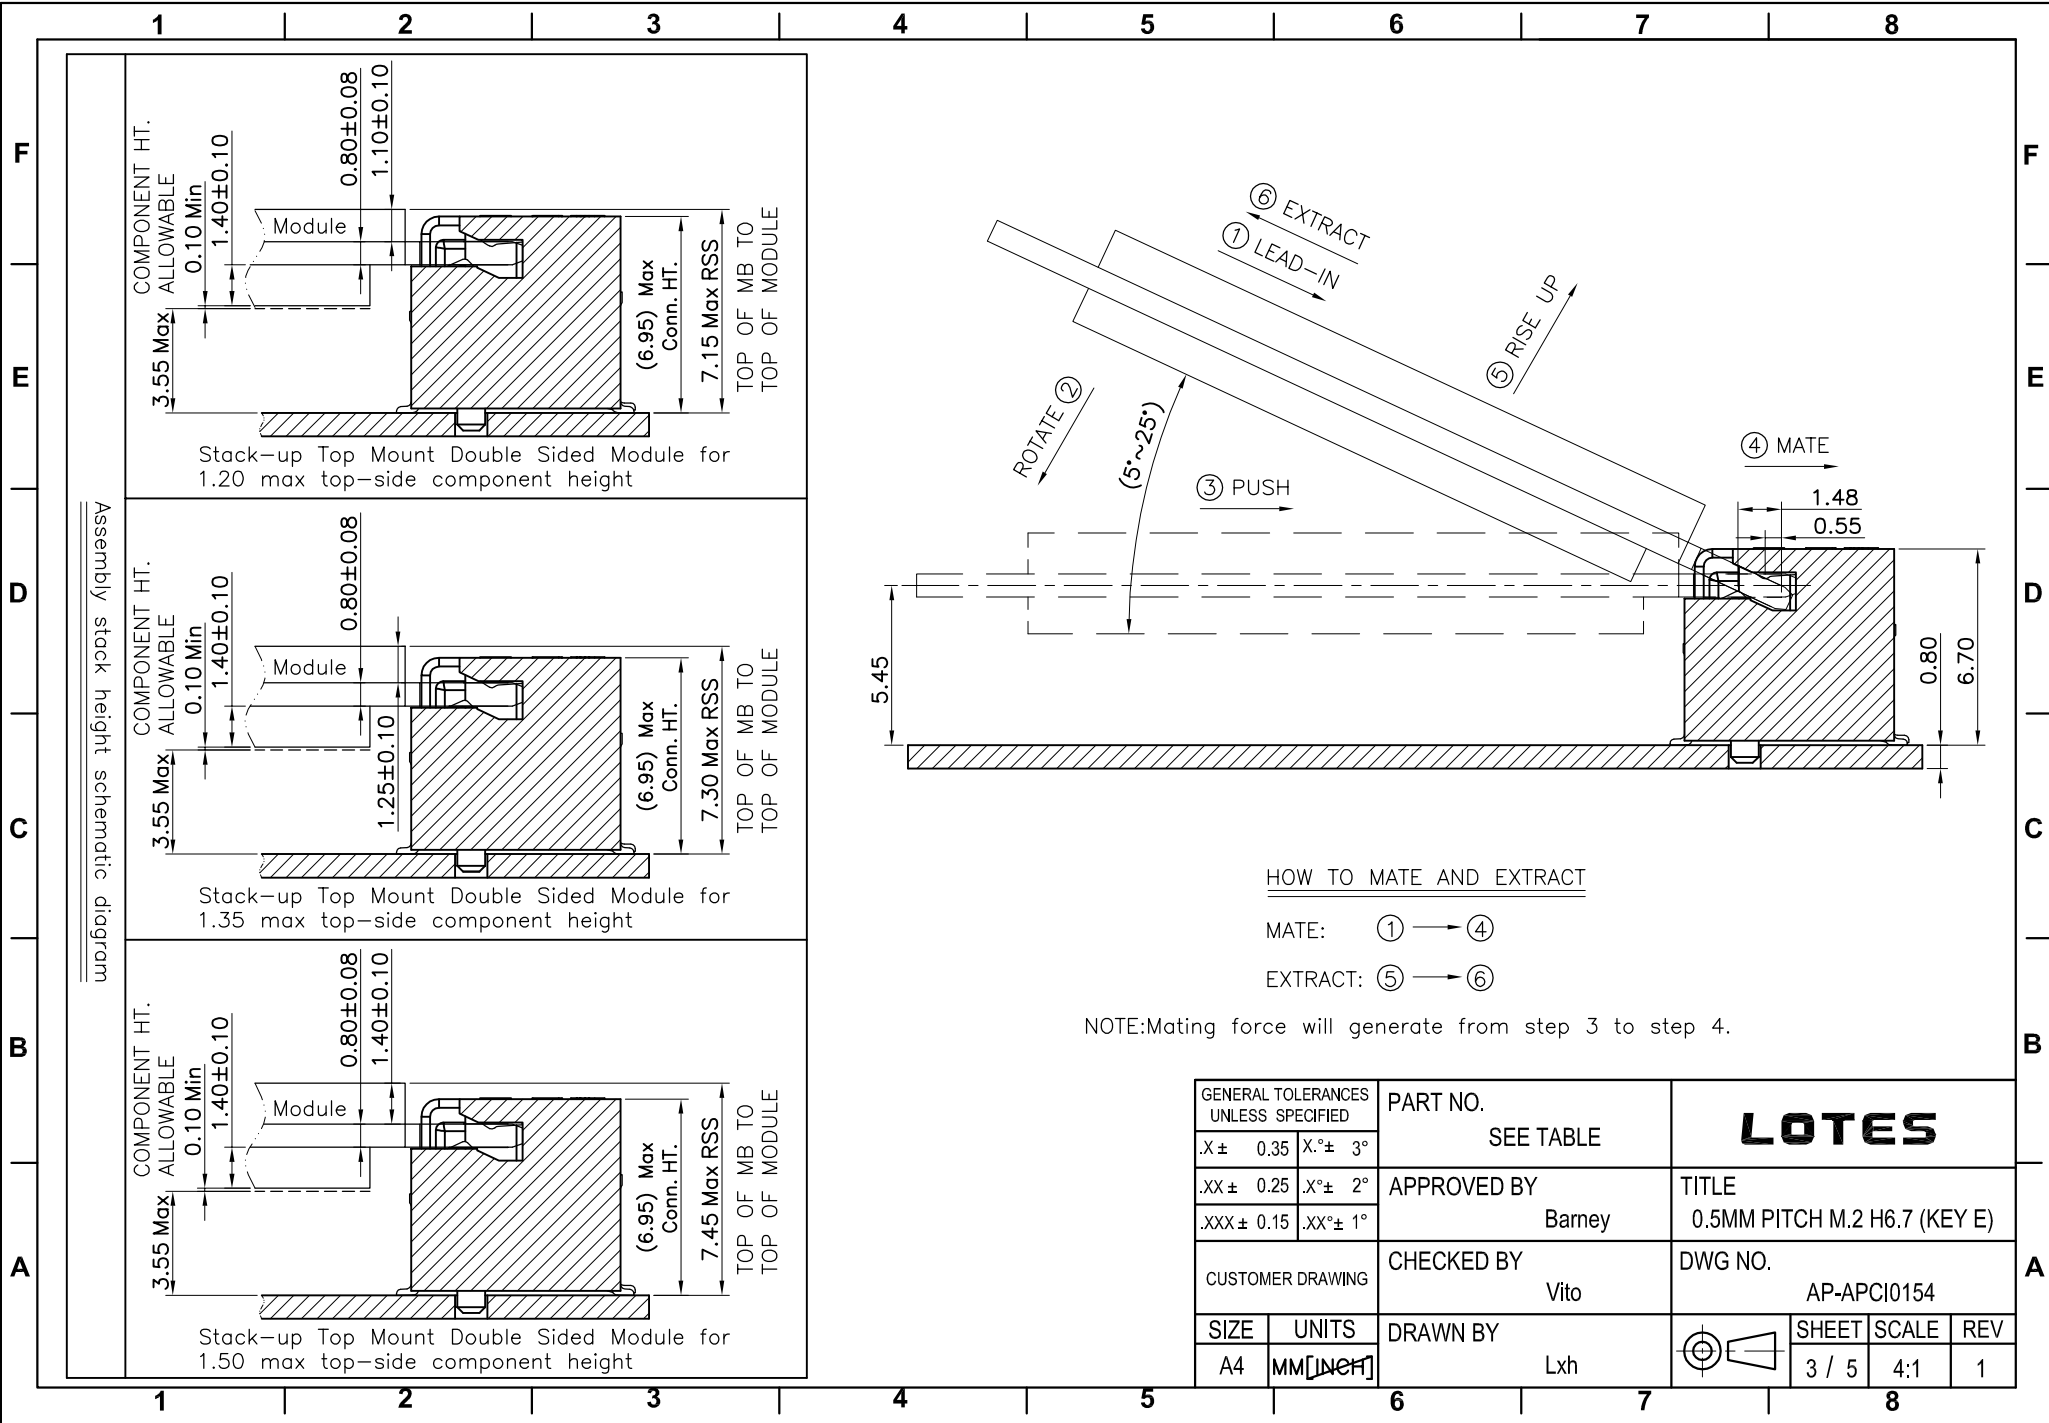 1 2 3 4 5 6 7 8
F
E
D
C
B
A
F
E
D
C
B
A
1 2 3 4 5 6 7 8
Assembly stack height schematic diagram
COMPONENT HT.
ALLOWABLE
0.10 Min
1.40±0.10
0.80±0.08
1.10±0.10
Module
3.55 Max
(6.95) Max
Conn. HT.
7.15 Max RSS
TOP OF MB TO
TOP OF MODULE
Stack-up Top Mount Double Sided Module for
1.20 max top-side component height
COMPONENT HT.
ALLOWABLE
0.10 Min
1.40±0.10
0.80±0.08
Module
1.25±0.10
3.55 Max
(6.95) Max
Conn. HT.
7.30 Max RSS
TOP OF MB TO
TOP OF MODULE
Stack-up Top Mount Double Sided Module for
1.35 max top-side component height
COMPONENT HT.
ALLOWABLE
0.10 Min
1.40±0.10
0.80±0.08
1.40±0.10
Module
3.55 Max
(6.95) Max
Conn. HT.
7.45 Max RSS
TOP OF MB TO
TOP OF MODULE
Stack-up Top Mount Double Sided Module for
1.50 max top-side component height
⑥ EXTRACT
① LEAD-IN
⑤ RISE UP
ROTATE ②
(5°~25°)
③ PUSH
④ MATE
1.48
0.55
5.45
0.80
6.70
HOW TO MATE AND EXTRACT
MATE: ① → ④
EXTRACT: ⑤ → ⑥
NOTE:Mating force will generate from step 3 to step 4.
GENERAL TOLERANCES
UNLESS SPECIFIED
.X ± 0.35 X.°± 3°
.XX ± 0.25 .X°± 2°
.XXX ± 0.15 .XX°± 1°
CUSTOMER DRAWING
SIZE UNITS
A4 MM[INCH]
PART NO.
SEE TABLE
APPROVED BY
Barney
CHECKED BY
Vito
DRAWN BY
Lxh
LOTES
TITLE
0.5MM PITCH M.2 H6.7 (KEY E)
DWG NO.
AP-APCI0154
SHEET SCALE REV
3 / 5 4:1 1